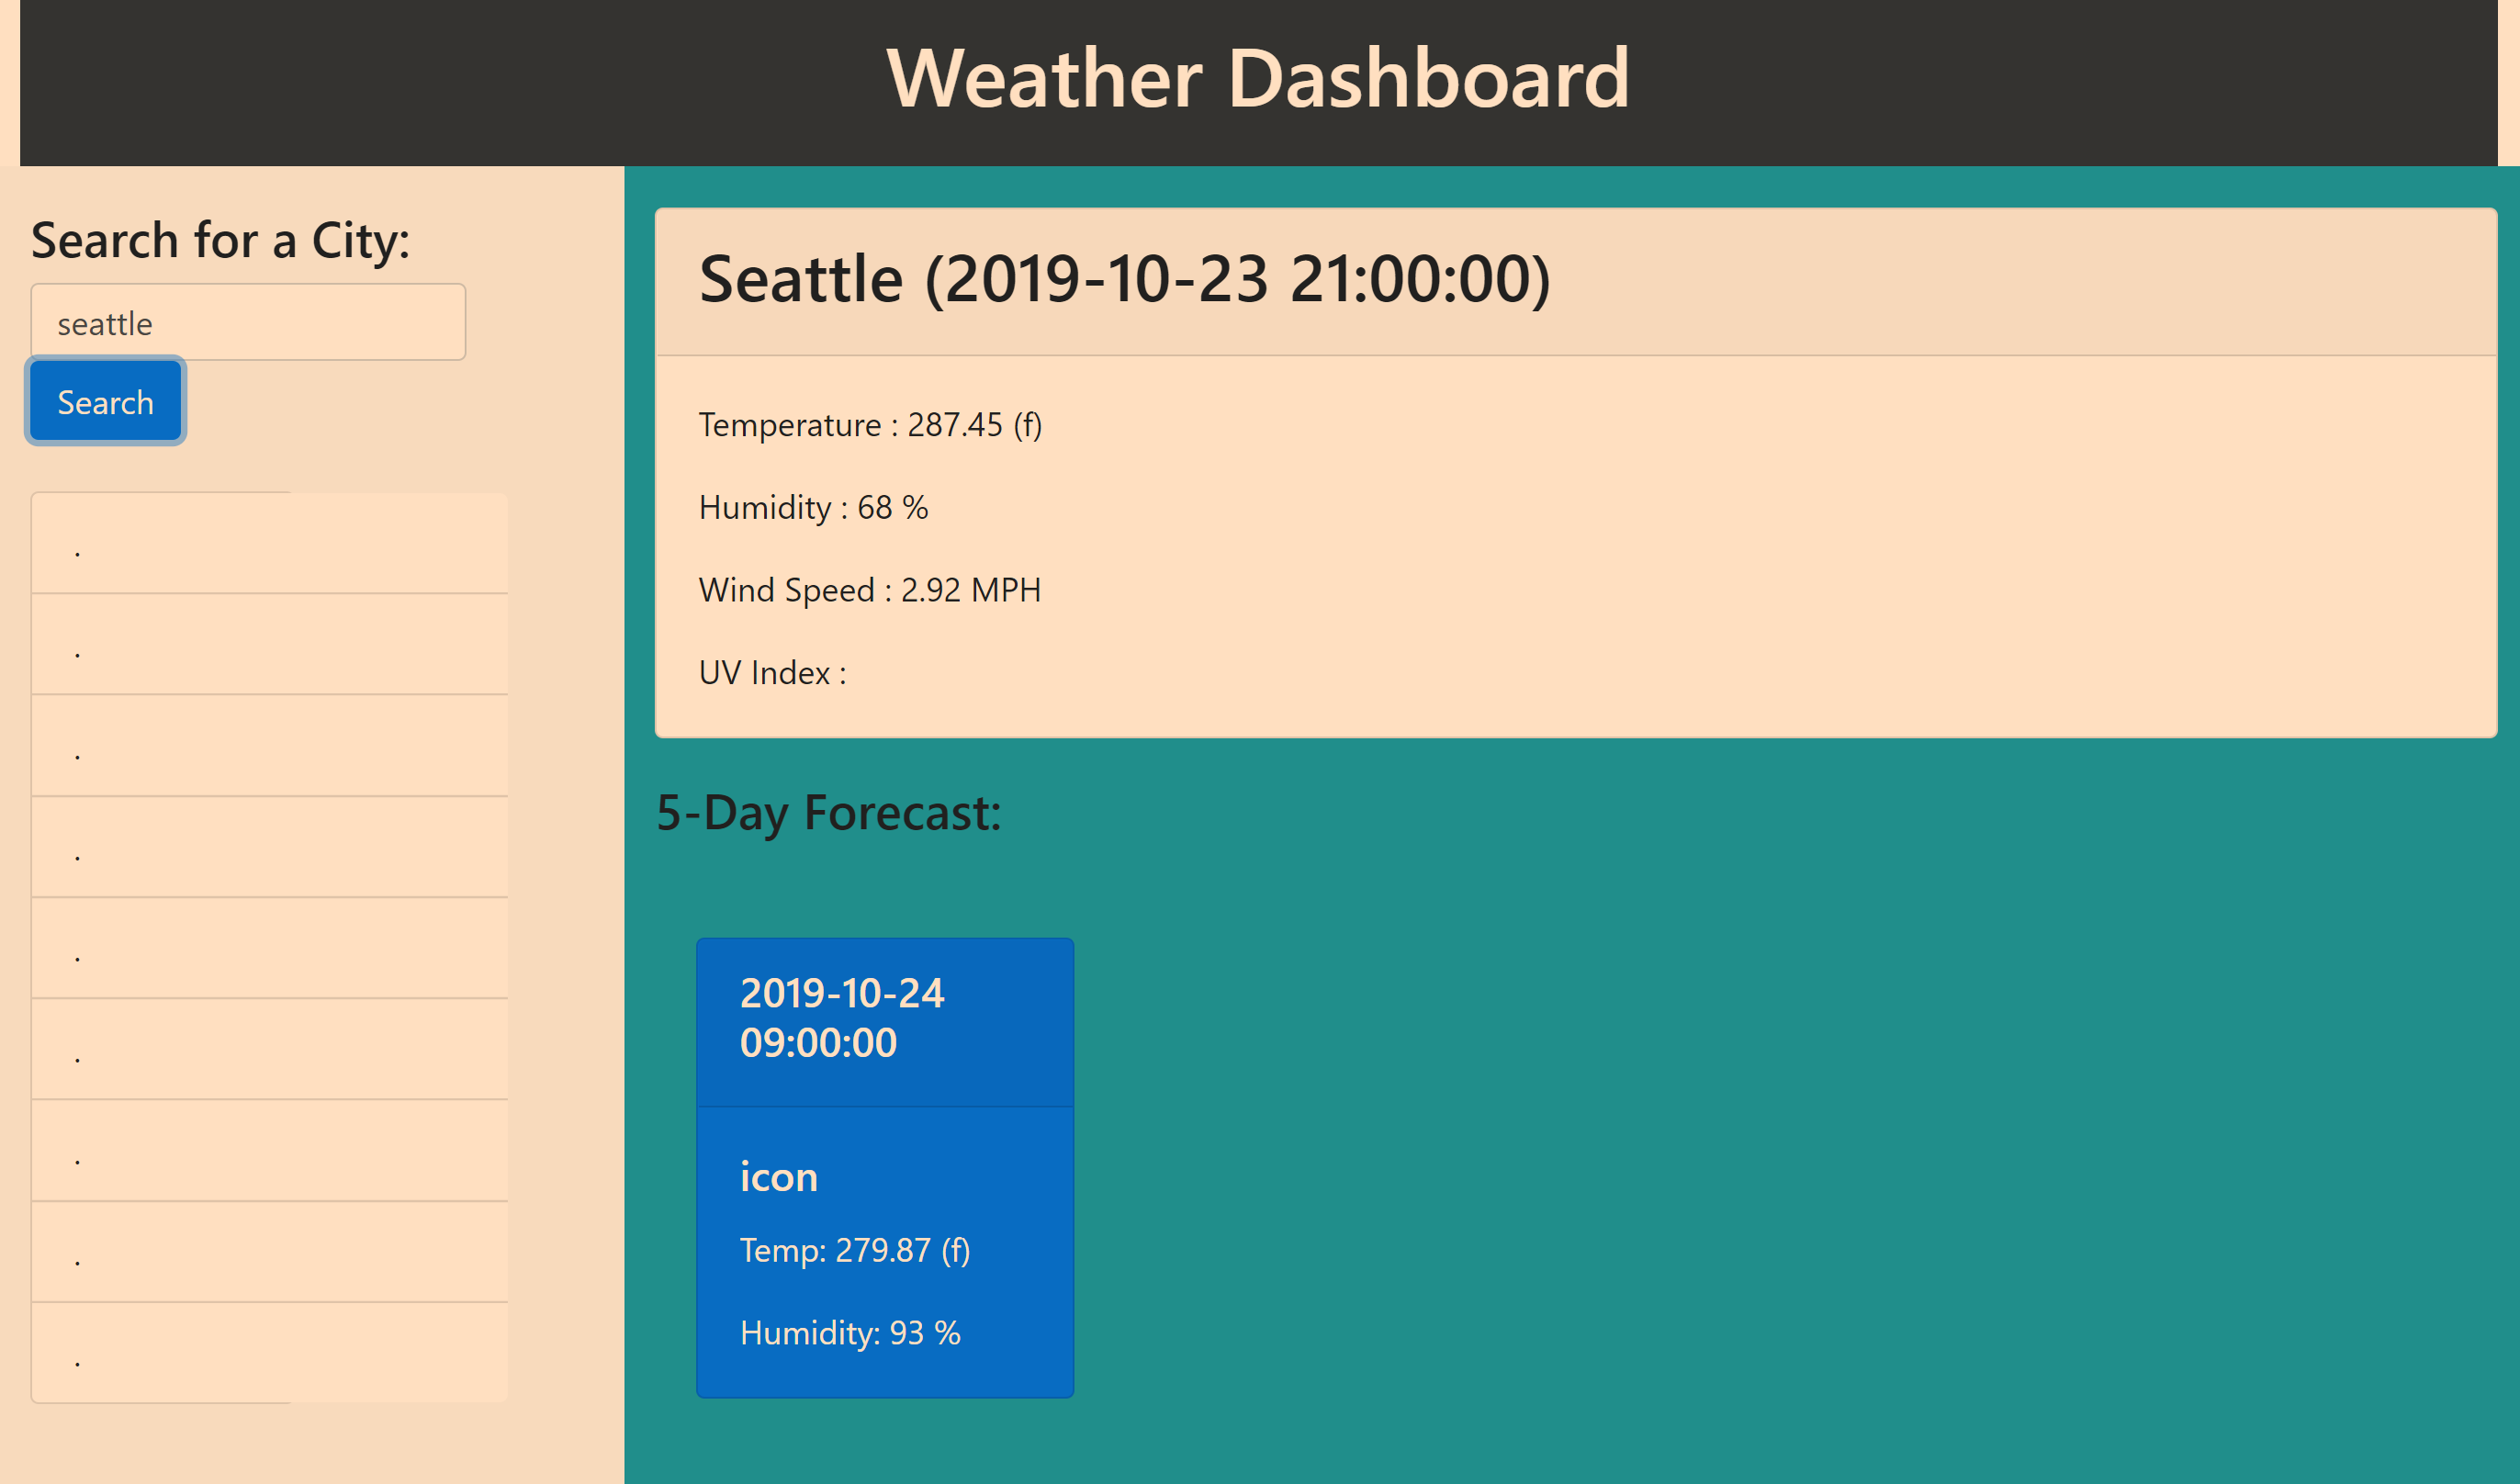 Weather Dashboard
Search for a City:
seattle
Search
.
.
.
.
.
.
.
.
.
Seattle (2019-10-23 21:00:00)
Temperature : 287.45 (f)
Humidity : 68 %
Wind Speed : 2.92 MPH
UV Index :
5-Day Forecast:
2019-10-24
09:00:00
icon
Temp: 279.87 (f)
Humidity: 93 %